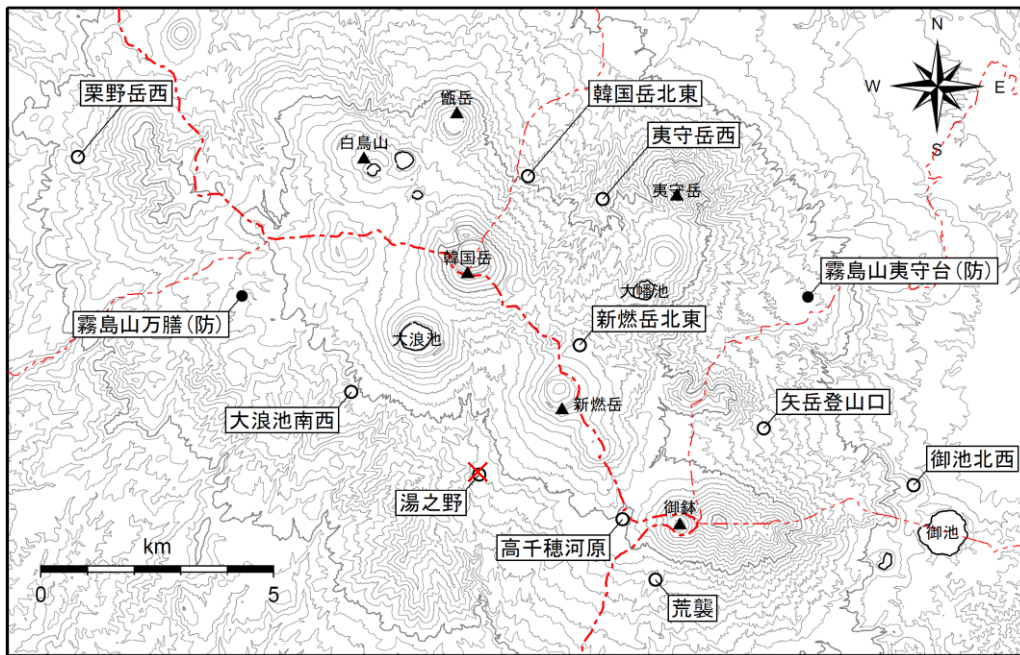 N
W
E
S
栗野岳西
甑岳
韓国岳北東
白鳥山
夷守岳西
夷守岳
韓国岳
霧島山夷守台(防)
大幡池
霧島山万膳(防)
新燃岳北東
大浪池
新燃岳
大浪池南西
矢岳登山口
御池北西
湯之野
御鉢
御池
高千穂河原
km
0
5
荒襲